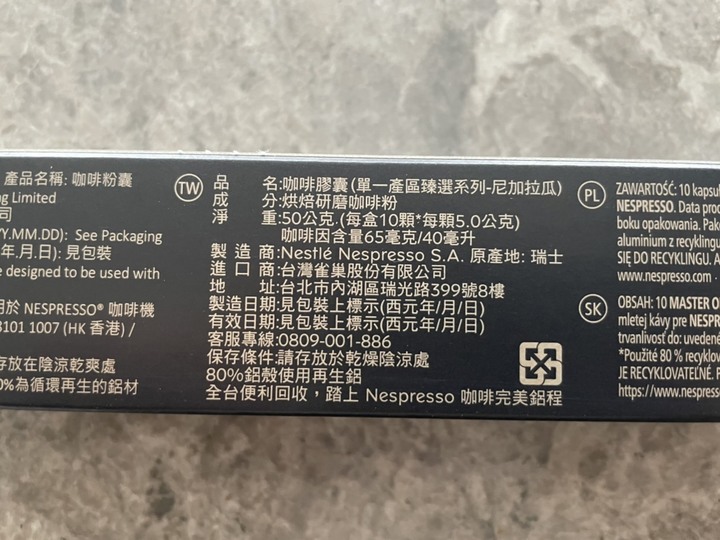 產品名稱: 咖啡粉囊
ng Limited
司
Y.MM.DD): See Packaging
年.月.日): 見包裝
e designed to be used with
用於 NESPRESSO® 咖啡機
8101 1007 (HK 香港) /
存放在陰涼乾爽處
0%為循環再生的鋁材
TW
品 名:咖啡膠囊(單一產區臻選系列-尼加拉瓜)
成 分:烘焙研磨咖啡粉
淨 重:50公克.(每盒10顆*每顆5.0公克)
咖啡因含量65毫克/40毫升
製 造 商:Nestlé Nespresso S.A. 原產地: 瑞士
進 口 商:台灣雀巢股份有限公司
地 址:台北市內湖區瑞光路399號8樓
製造日期:見包裝上標示(西元年/月/日)
有效日期:見包裝上標示(西元年/月/日)
客服專線:0809-001-886
保存條件:請存放於乾燥陰涼處
80%鋁殼使用再生鋁
全台便利回收，踏上 Nespresso 咖啡完美鋁程
PL
ZAWARTOŚĆ: 10 kapsuł
NESPRESSO. Data prod
boku opakowania. Pako
aluminium z recyklingu
SIĘ DO RECYKLINGU. A
www.nespresso.com
SK
OBSAH: 10 MASTER O
mletej kávy pre NESP
trvanlivosť do: uvedené
*Použité 80 % recyklo
JE RECYKLOVATEĽNÉ. P
https://www.nespresso